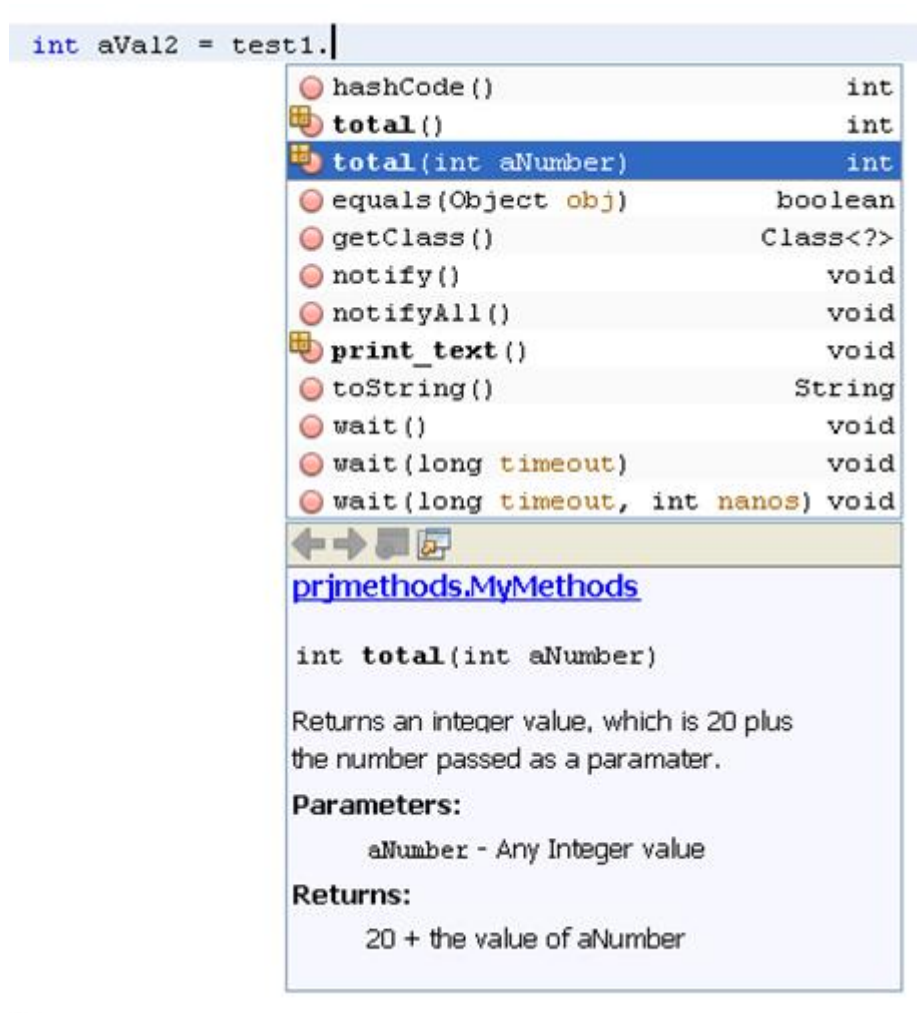 int aVal2 = test1.
hashCode() int
total() int
total(int aNumber) int
equals(Object obj) boolean
getClass() Class<?>
notify() void
notifyAll() void
print_text() void
toString() String
wait() void
wait(long timeout) void
wait(long timeout, int nanos) void
prjmethods.MyMethods
int total(int aNumber)
Returns an integer value, which is 20 plus
the number passed as a paramater.
Parameters:
aNumber - Any Integer value
Returns:
20 + the value of aNumber